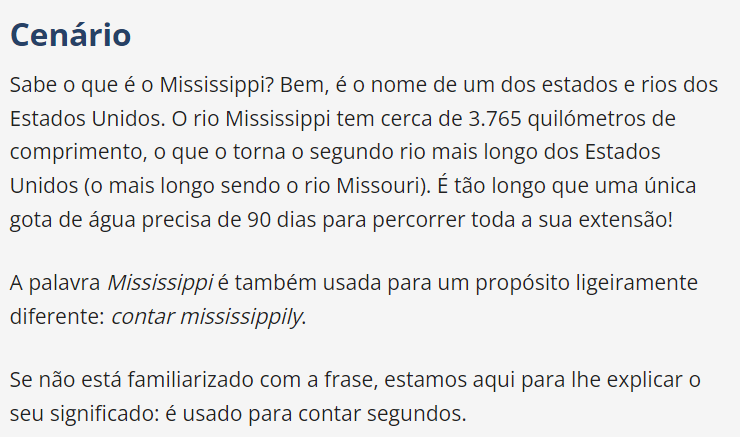 Cenário
Sabe o que é o Mississippi? Bem, é o nome de um dos estados e rios dos
Estados Unidos. O rio Mississippi tem cerca de 3.765 quilómetros de
comprimento, o que o torna o segundo rio mais longo dos Estados
Unidos (o mais longo sendo o rio Missouri). É tão longo que uma única
gota de água precisa de 90 dias para percorrer toda a sua extensão!
A palavra Mississippi é também usada para um propósito ligeiramente
diferente: contar mississippily.
Se não está familiarizado com a frase, estamos aqui para lhe explicar o
seu significado: é usado para contar segundos.